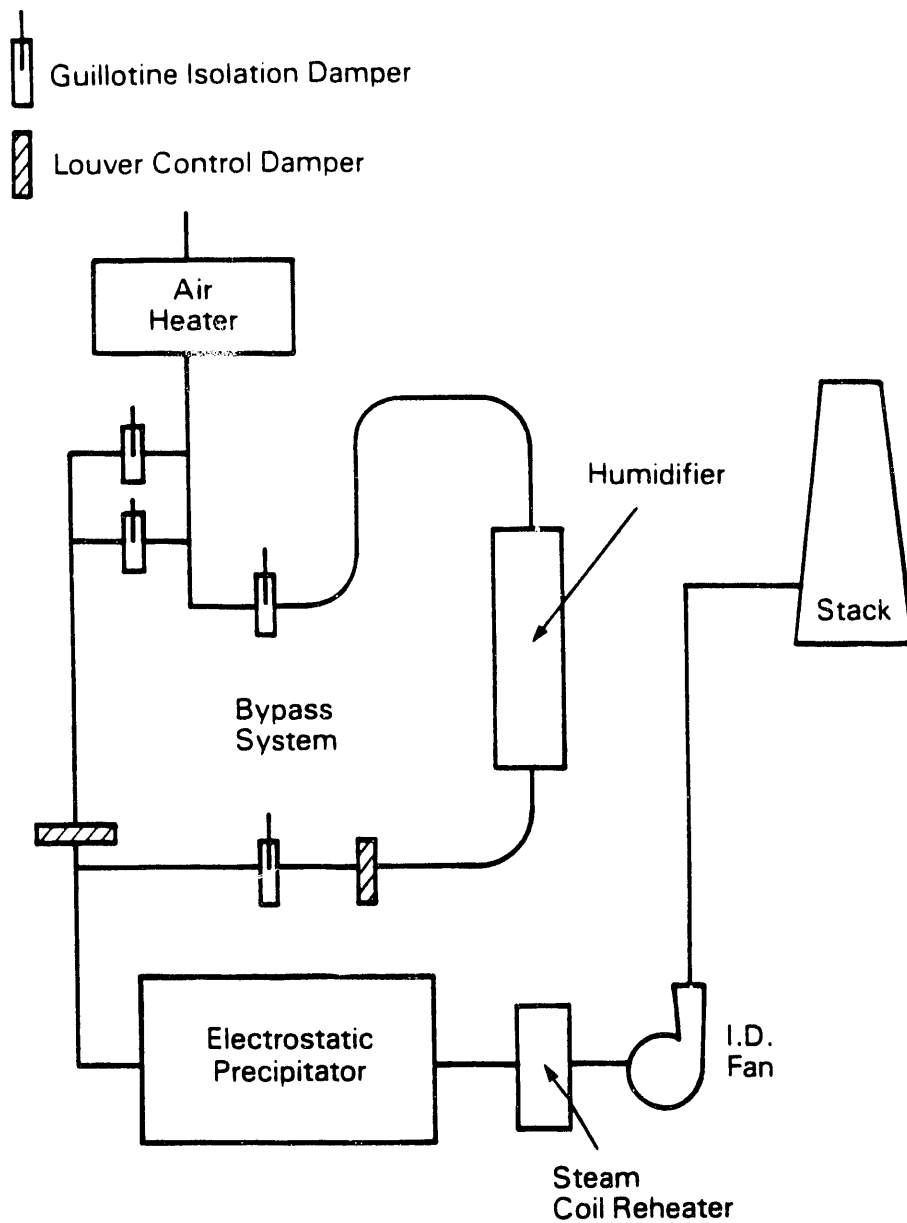 Guillotine Isolation Damper
Louver Control Damper
Air
Heater
Humidifier
Stack
Bypass
System
Electrostatic
Precipitator
I.D.
Fan
Steam
Coil Reheater